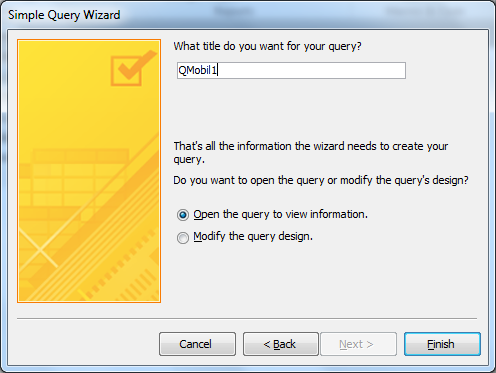 Simple Query Wizard
What title do you want for your query?
QMobil1
That's all the information the wizard needs to create your
query.
Do you want to open the query or modify the query's design?
Open the query to view information.
Modify the query design.
Cancel
< Back
Next >
Finish